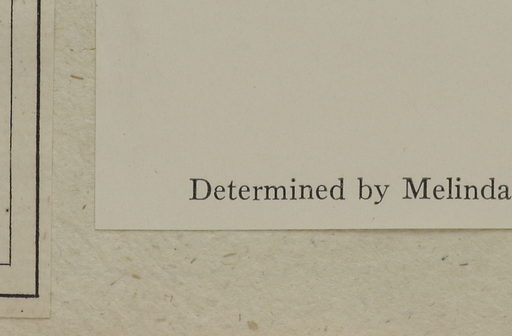 Determined by Melinda